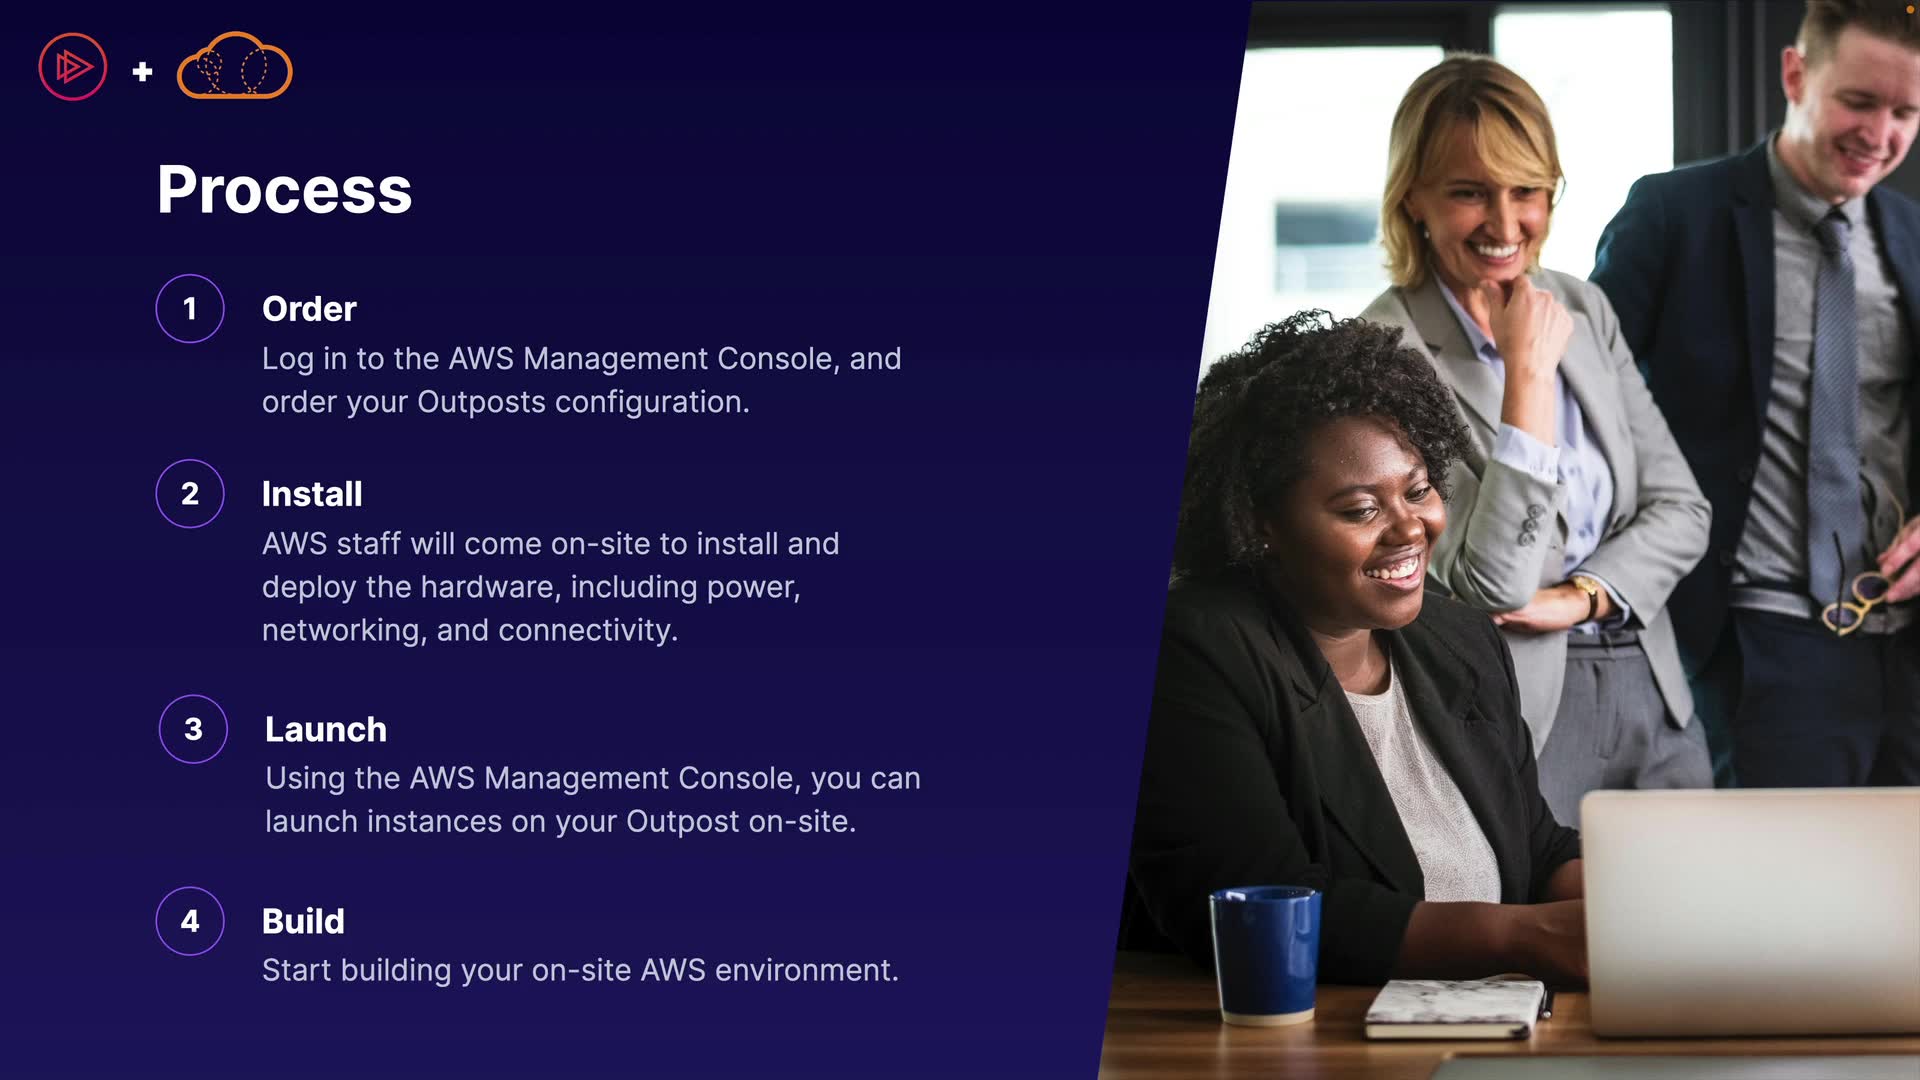 Process
1
Order
Log in to the AWS Management Console, and
order your Outposts configuration.
2
Install
AWS staff will come on-site to install and
deploy the hardware, including power,
networking, and connectivity.
3
Launch
Using the AWS Management Console, you can
launch instances on your Outpost on-site.
4
Build
Start building your on-site AWS environment.